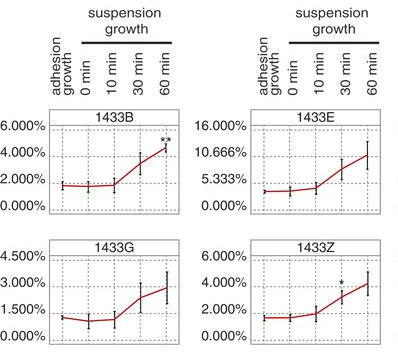 suspension growth
suspension growth
adhesion growth
0 min
10 min
30 min
60 min
adhesion growth
0 min
10 min
30 min
60 min
1433B
6.000%
4.000%
2.000%
0.000%
**
1433E
16.000%
10.666%
5.333%
0.000%
1433G
4.500%
3.000%
1.500%
0.000%
1433Z
6.000%
4.000%
2.000%
0.000%
*